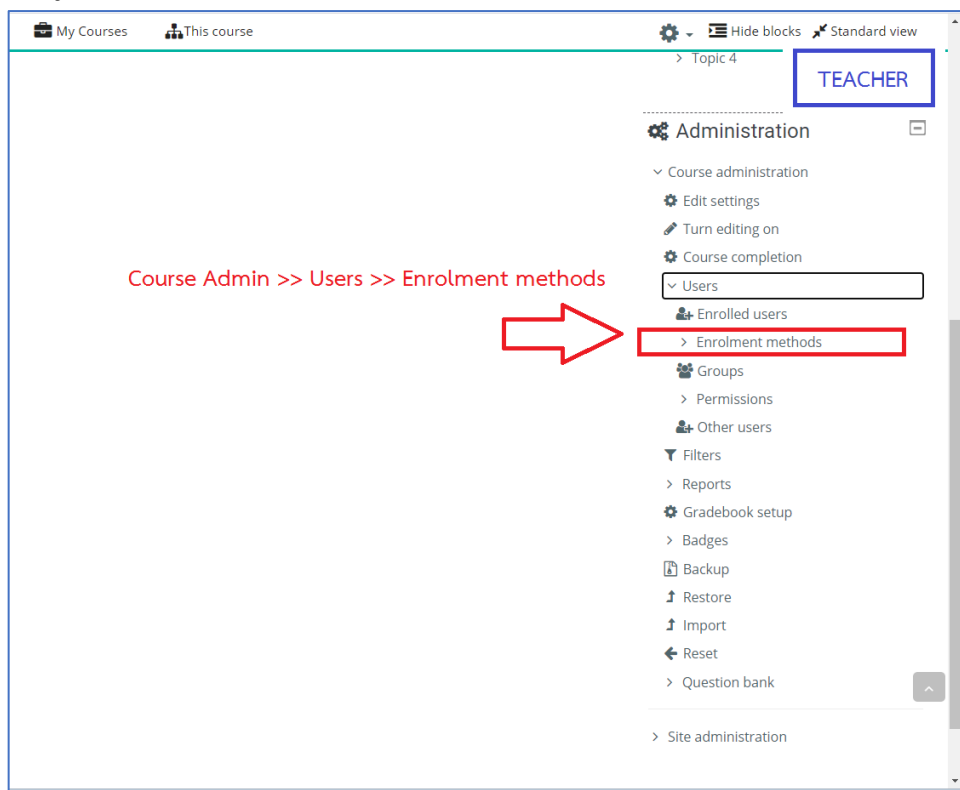 My Courses This course Hide blocks Standard view
Topic 4
TEACHER
Administration
Course administration
Edit settings
Turn editing on
Course completion
Course Admin >> Users >> Enrolment methods
Users
Enrolled users
Enrolment methods
Groups
Permissions
Other users
Filters
Reports
Gradebook setup
Badges
Backup
Restore
Import
Reset
Question bank
Site administration